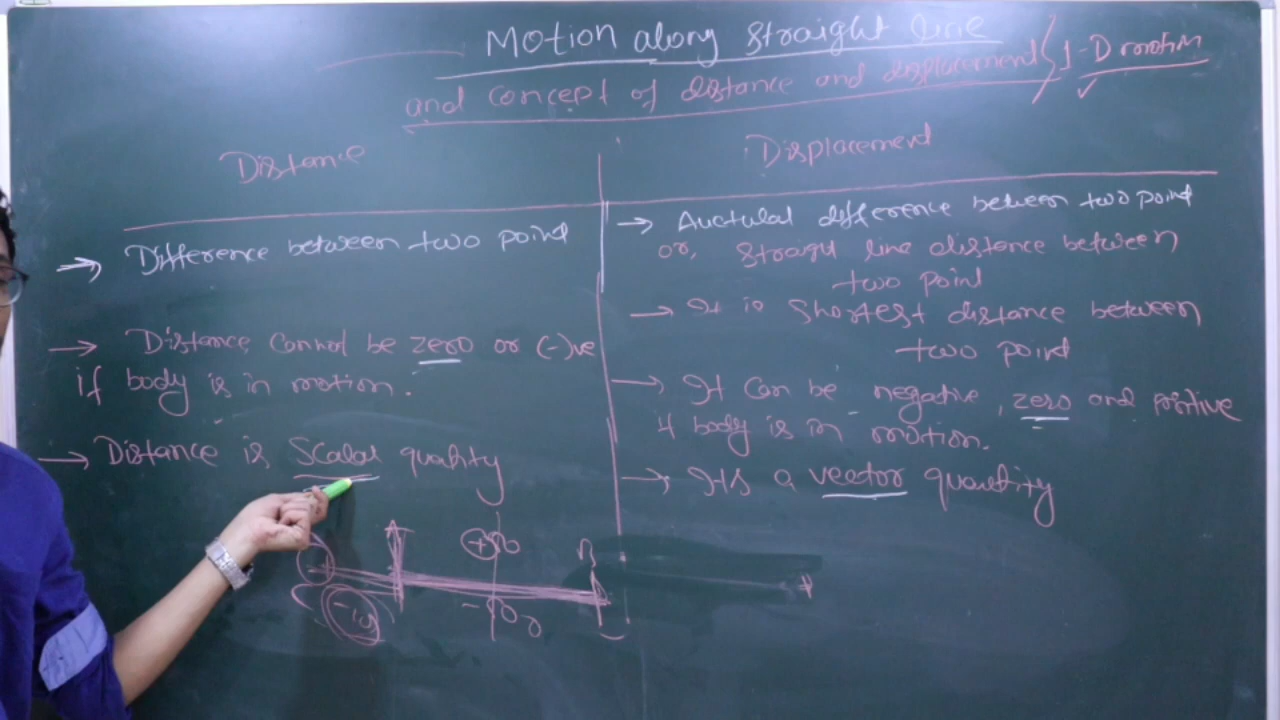 Motion along straight line
and concept of distance and displacement 1-D motion
Distance
Displacement
→ Difference between two point
→ Distance cannot be zero or (-)ve
if body is in motion.
→ Distance is Scalar quantity
→ Auctulal difference between two point
or, straight line distance between
two point
→ It is shortest distance between
two point
→ It can be negative, zero and positive
if body is in motion.
→ Its a vector quantity